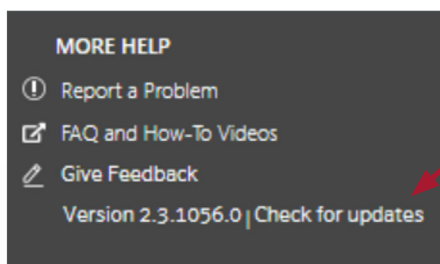 MORE HELP
Report a Problem
FAQ and How-To Videos
Give Feedback
Version 2.3.1056.0 | Check for updates